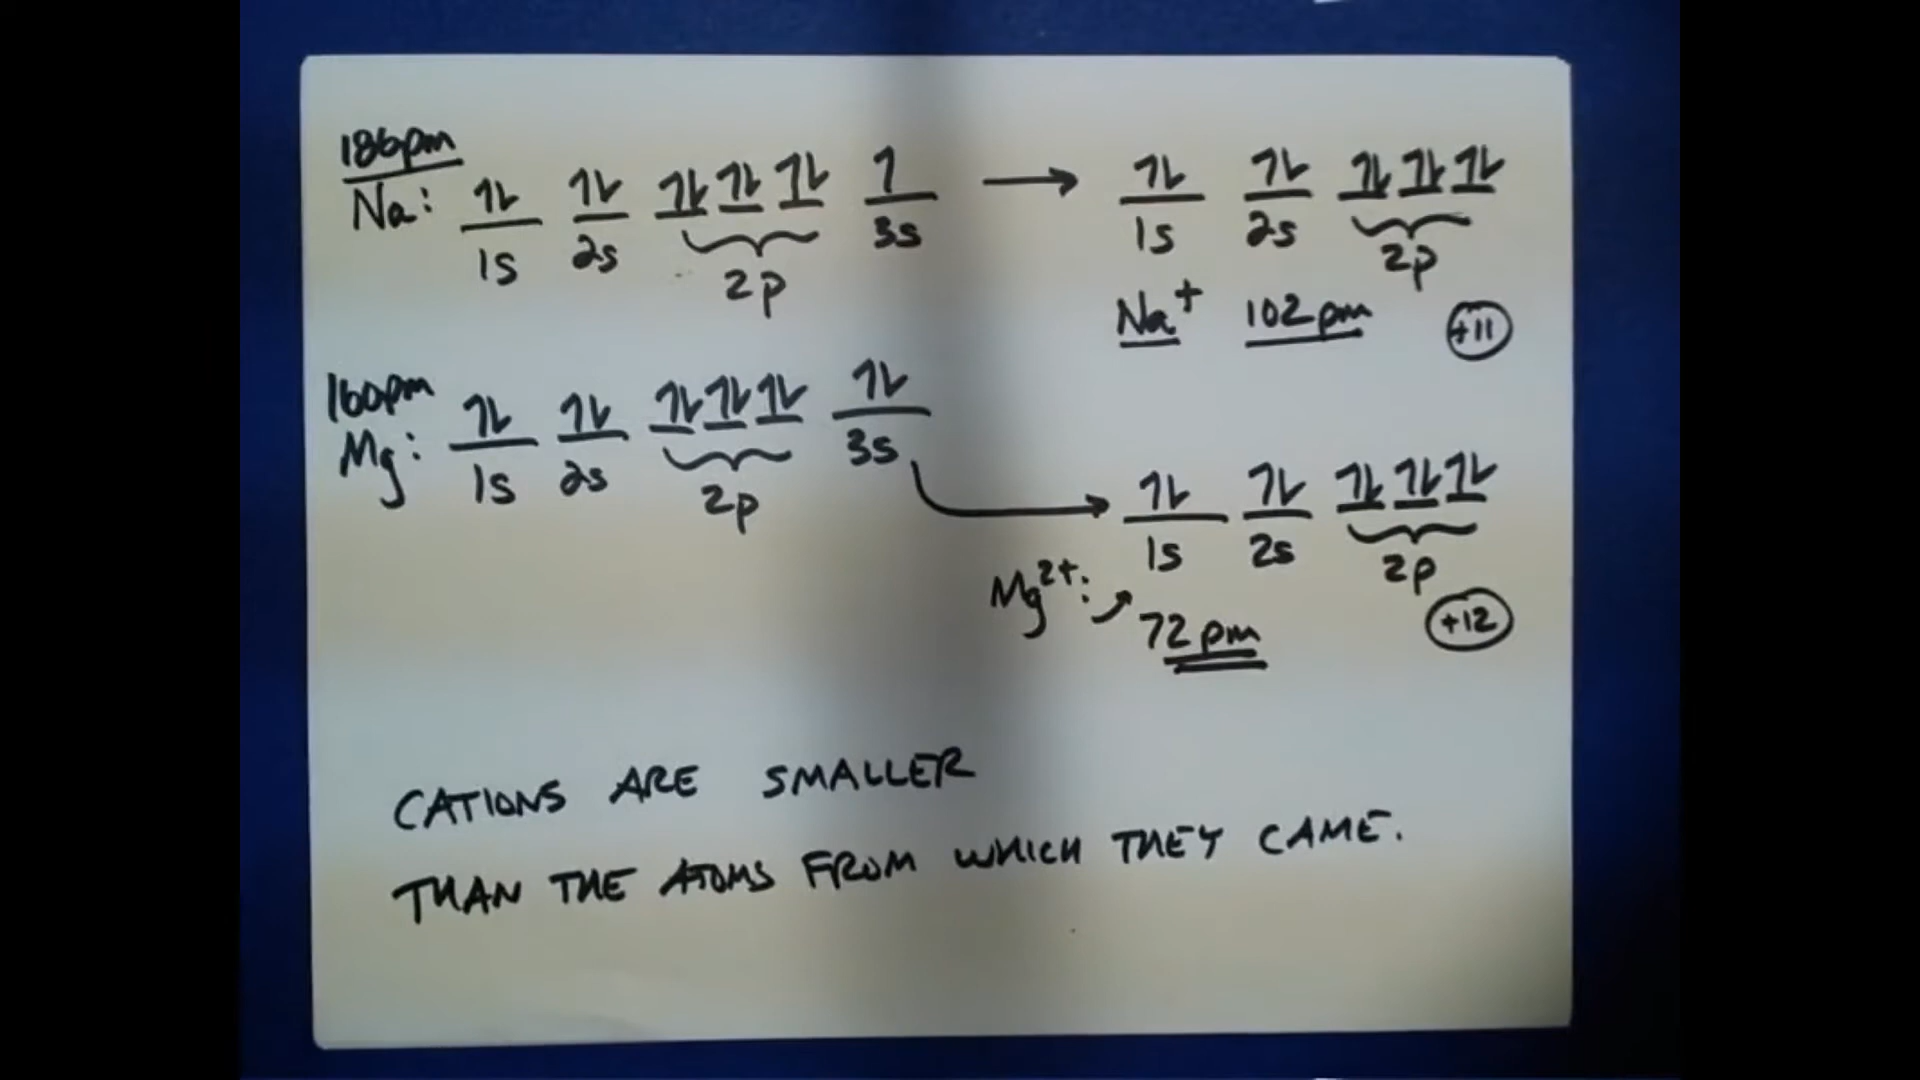 186pm
Na: ↿⇂ ↿⇂ ↿⇂ ↿⇂ ↿⇂ ↿ → ↿⇂ ↿⇂ ↿⇂ ↿⇂ ↿⇂
1s 2s 2p 3s 1s 2s 2p
Na⁺ 102pm +11
160pm
Mg: ↿⇂ ↿⇂ ↿⇂ ↿⇂ ↿⇂ ↿⇂
1s 2s 2p 3s
→ ↿⇂ ↿⇂ ↿⇂ ↿⇂ ↿⇂
1s 2s 2p
Mg²⁺: 72pm +12
CATIONS ARE SMALLER
THAN THE ATOMS FROM WHICH THEY CAME.